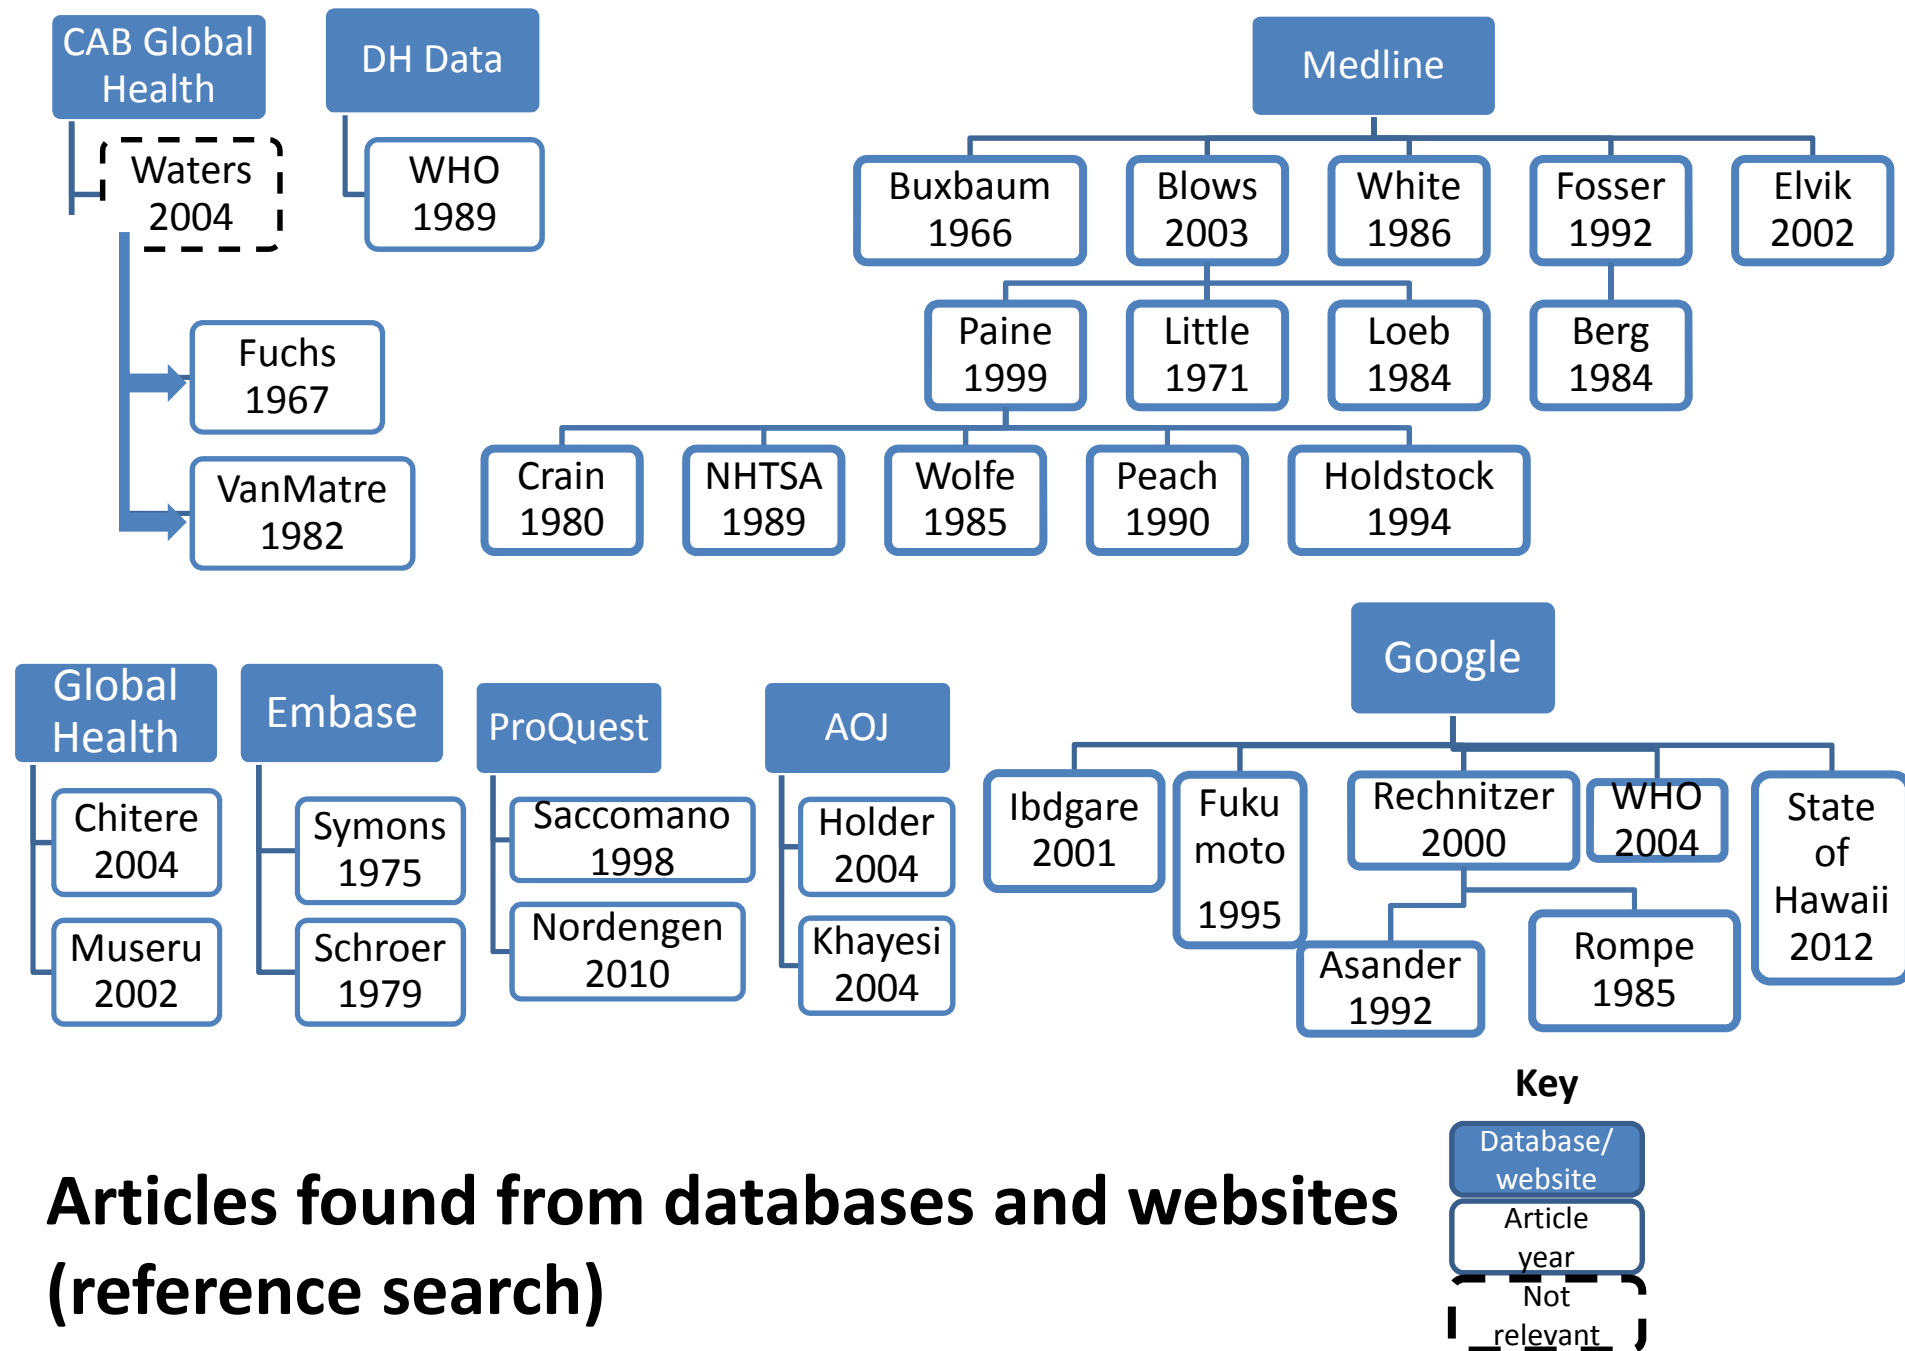 CAB Global
Health
DH Data
Medline
Waters
2004
WHO
1989
Buxbaum
1966
Blows
2003
White
1986
Fosser
1992
Elvik
2002
Fuchs
1967
Paine
1999
Little
1971
Loeb
1984
Berg
1984
VanMatre
1982
Crain
1980
NHTSA
1989
Wolfe
1985
Peach
1990
Holdstock
1994
Global
Health
Embase
ProQuest
AOJ
Google
Chitere
2004
Museru
2002
Symons
1975
Schroer
1979
Saccomano
1998
Nordengen
2010
Holder
2004
Khayesi
2004
Ibdgare
2001
Fuku
moto
1995
Rechnitzer
2000
WHO
2004
State
of
Hawaii
2012
Asander
1992
Rompe
1985
Key
Database/
website
Article
year
Not
relevant
Articles found from databases and websites
(reference search)